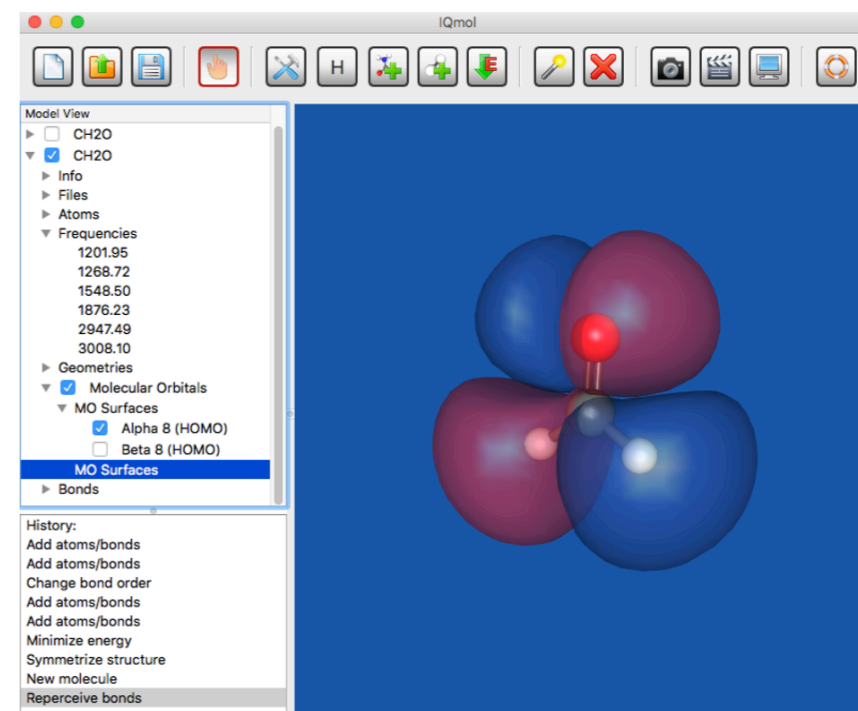 IQmol
H
E
Model View
CH2O
CH2O
Info
Files
Atoms
Frequencies
1201.95
1268.72
1548.50
1876.23
2947.49
3008.10
Geometries
Molecular Orbitals
MO Surfaces
Alpha 8 (HOMO)
Beta 8 (HOMO)
MO Surfaces
Bonds
History:
Add atoms/bonds
Add atoms/bonds
Change bond order
Add atoms/bonds
Add atoms/bonds
Minimize energy
Symmetrize structure
New molecule
Reperceive bonds